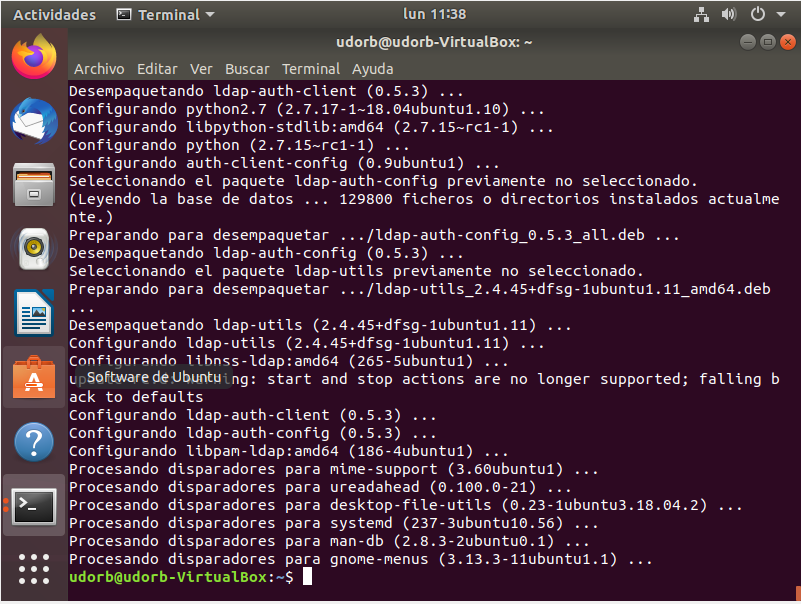 Actividades Terminal lun 11:38
udorb@udorb-VirtualBox: ~
Archivo Editar Ver Buscar Terminal Ayuda
Desempaquetando ldap-auth-client (0.5.3) ...
Configurando python2.7 (2.7.17-1~18.04ubuntu1.10) ...
Configurando libpython-stdlib:amd64 (2.7.15~rc1-1) ...
Configurando python (2.7.15~rc1-1) ...
Configurando auth-client-config (0.9ubuntu1) ...
Seleccionando el paquete ldap-auth-config previamente no seleccionado.
(Leyendo la base de datos ... 129800 ficheros o directorios instalados actualme
nte.)
Preparando para desempaquetar .../ldap-auth-config_0.5.3_all.deb ...
Desempaquetando ldap-auth-config (0.5.3) ...
Seleccionando el paquete ldap-utils previamente no seleccionado.
Preparando para desempaquetar .../ldap-utils_2.4.45+dfsg-1ubuntu1.11_amd64.deb
...
Desempaquetando ldap-utils (2.4.45+dfsg-1ubuntu1.11) ...
Configurando ldap-utils (2.4.45+dfsg-1ubuntu1.11) ...
Configurando libnss-ldap:amd64 (265-5ubuntu1) ...
Software de Ubuntu
ng: start and stop actions are no longer supported; falling b
ack to defaults
Configurando ldap-auth-client (0.5.3) ...
Configurando ldap-auth-config (0.5.3) ...
Configurando libpam-ldap:amd64 (186-4ubuntu1) ...
Procesando disparadores para mime-support (3.60ubuntu1) ...
Procesando disparadores para ureadahead (0.100.0-21) ...
Procesando disparadores para desktop-file-utils (0.23-1ubuntu3.18.04.2) ...
Procesando disparadores para systemd (237-3ubuntu10.56) ...
Procesando disparadores para man-db (2.8.3-2ubuntu0.1) ...
Procesando disparadores para gnome-menus (3.13.3-11ubuntu1.1) ...
udorb@udorb-VirtualBox:~$